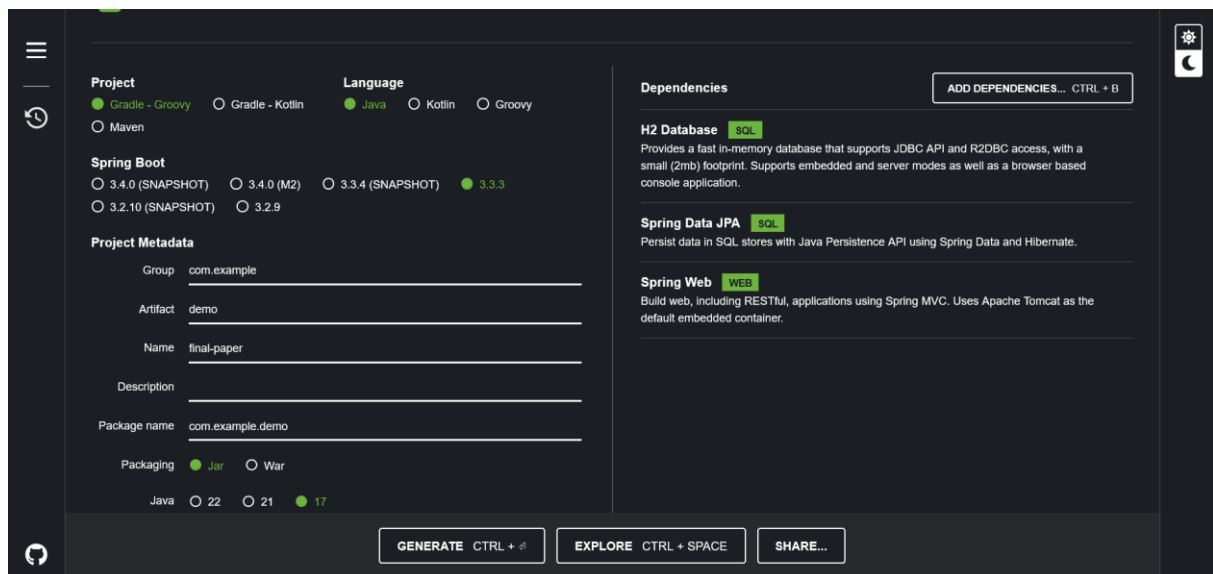 Project
Gradle - Groovy Gradle - Kotlin
Maven
Language
Java Kotlin Groovy
Spring Boot
3.4.0 (SNAPSHOT) 3.4.0 (M2) 3.3.4 (SNAPSHOT) 3.3.3
3.2.10 (SNAPSHOT) 3.2.9
Project Metadata
Group com.example
Artifact demo
Name final-paper
Description
Package name com.example.demo
Packaging Jar War
Java 22 21 17
Dependencies
ADD DEPENDENCIES... CTRL + B
H2 Database SQL
Provides a fast in-memory database that supports JDBC API and R2DBC access, with a
small (2mb) footprint. Supports embedded and server modes as well as a browser based
console application.
Spring Data JPA SQL
Persist data in SQL stores with Java Persistence API using Spring Data and Hibernate.
Spring Web WEB
Build web, including RESTful, applications using Spring MVC. Uses Apache Tomcat as the
default embedded container.
GENERATE CTRL + ⏎
EXPLORE CTRL + SPACE
SHARE...